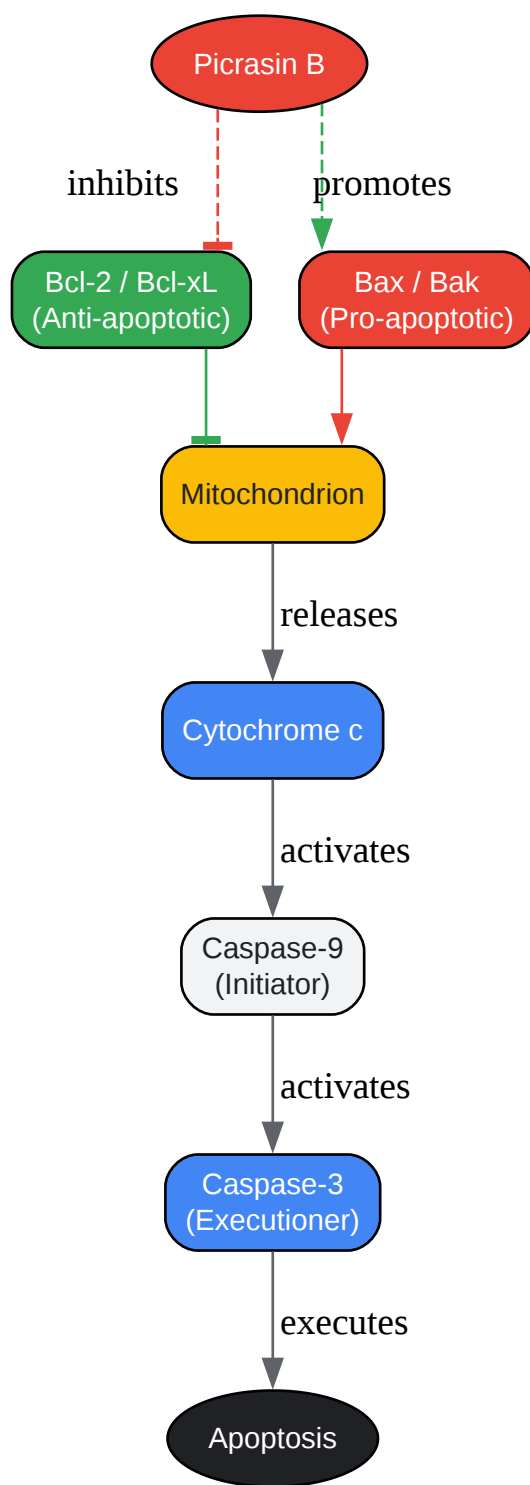 Picrasin B
inhibits
promotes
Bcl-2 / Bcl-xL
(Anti-apoptotic)
Bax / Bak
(Pro-apoptotic)
Mitochondrion
releases
Cytochrome c
activates
Caspase-9
(Initiator)
activates
Caspase-3
(Executioner)
executes
Apoptosis